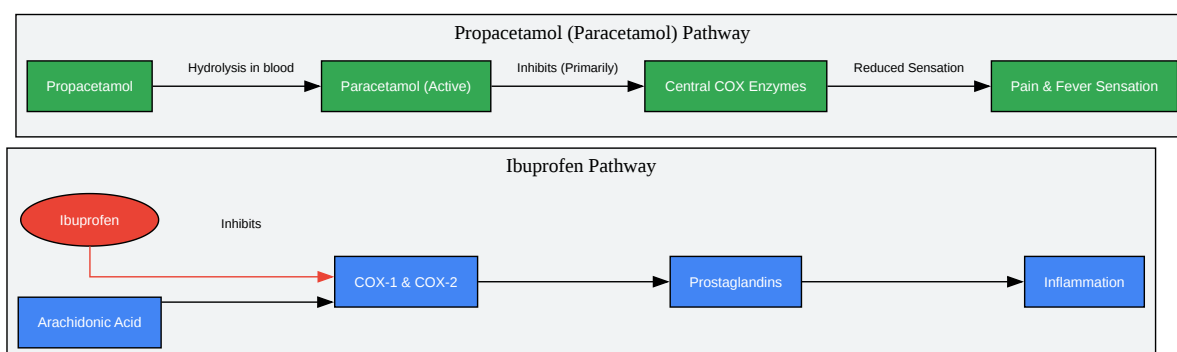 Propacetamol (Paracetamol) Pathway
Propacetamol
Hydrolysis in blood
Paracetamol (Active)
Inhibits (Primarily)
Central COX Enzymes
Reduced Sensation
Pain & Fever Sensation
Ibuprofen Pathway
Ibuprofen
Inhibits
Arachidonic Acid
COX-1 & COX-2
Prostaglandins
Inflammation